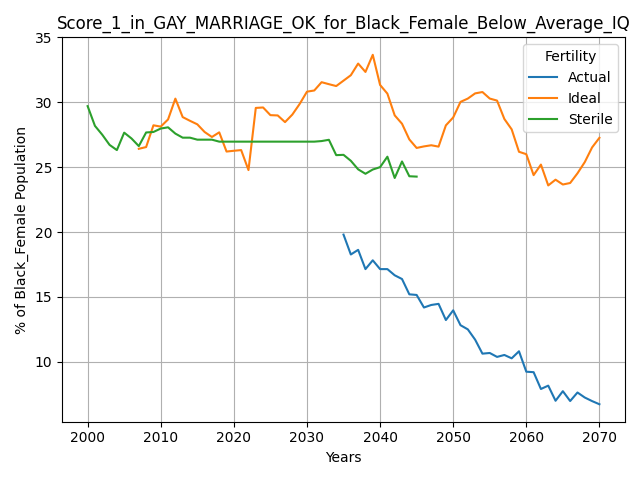 Score_1_in_GAY_MARRIAGE_OK_for_Black_Female_Below_Average_IQ
% of Black_Female Population
35
30
25
20
15
10
Fertility
Actual
Ideal
Sterile
2000 2010 2020 2030 2040 2050 2060 2070
Years